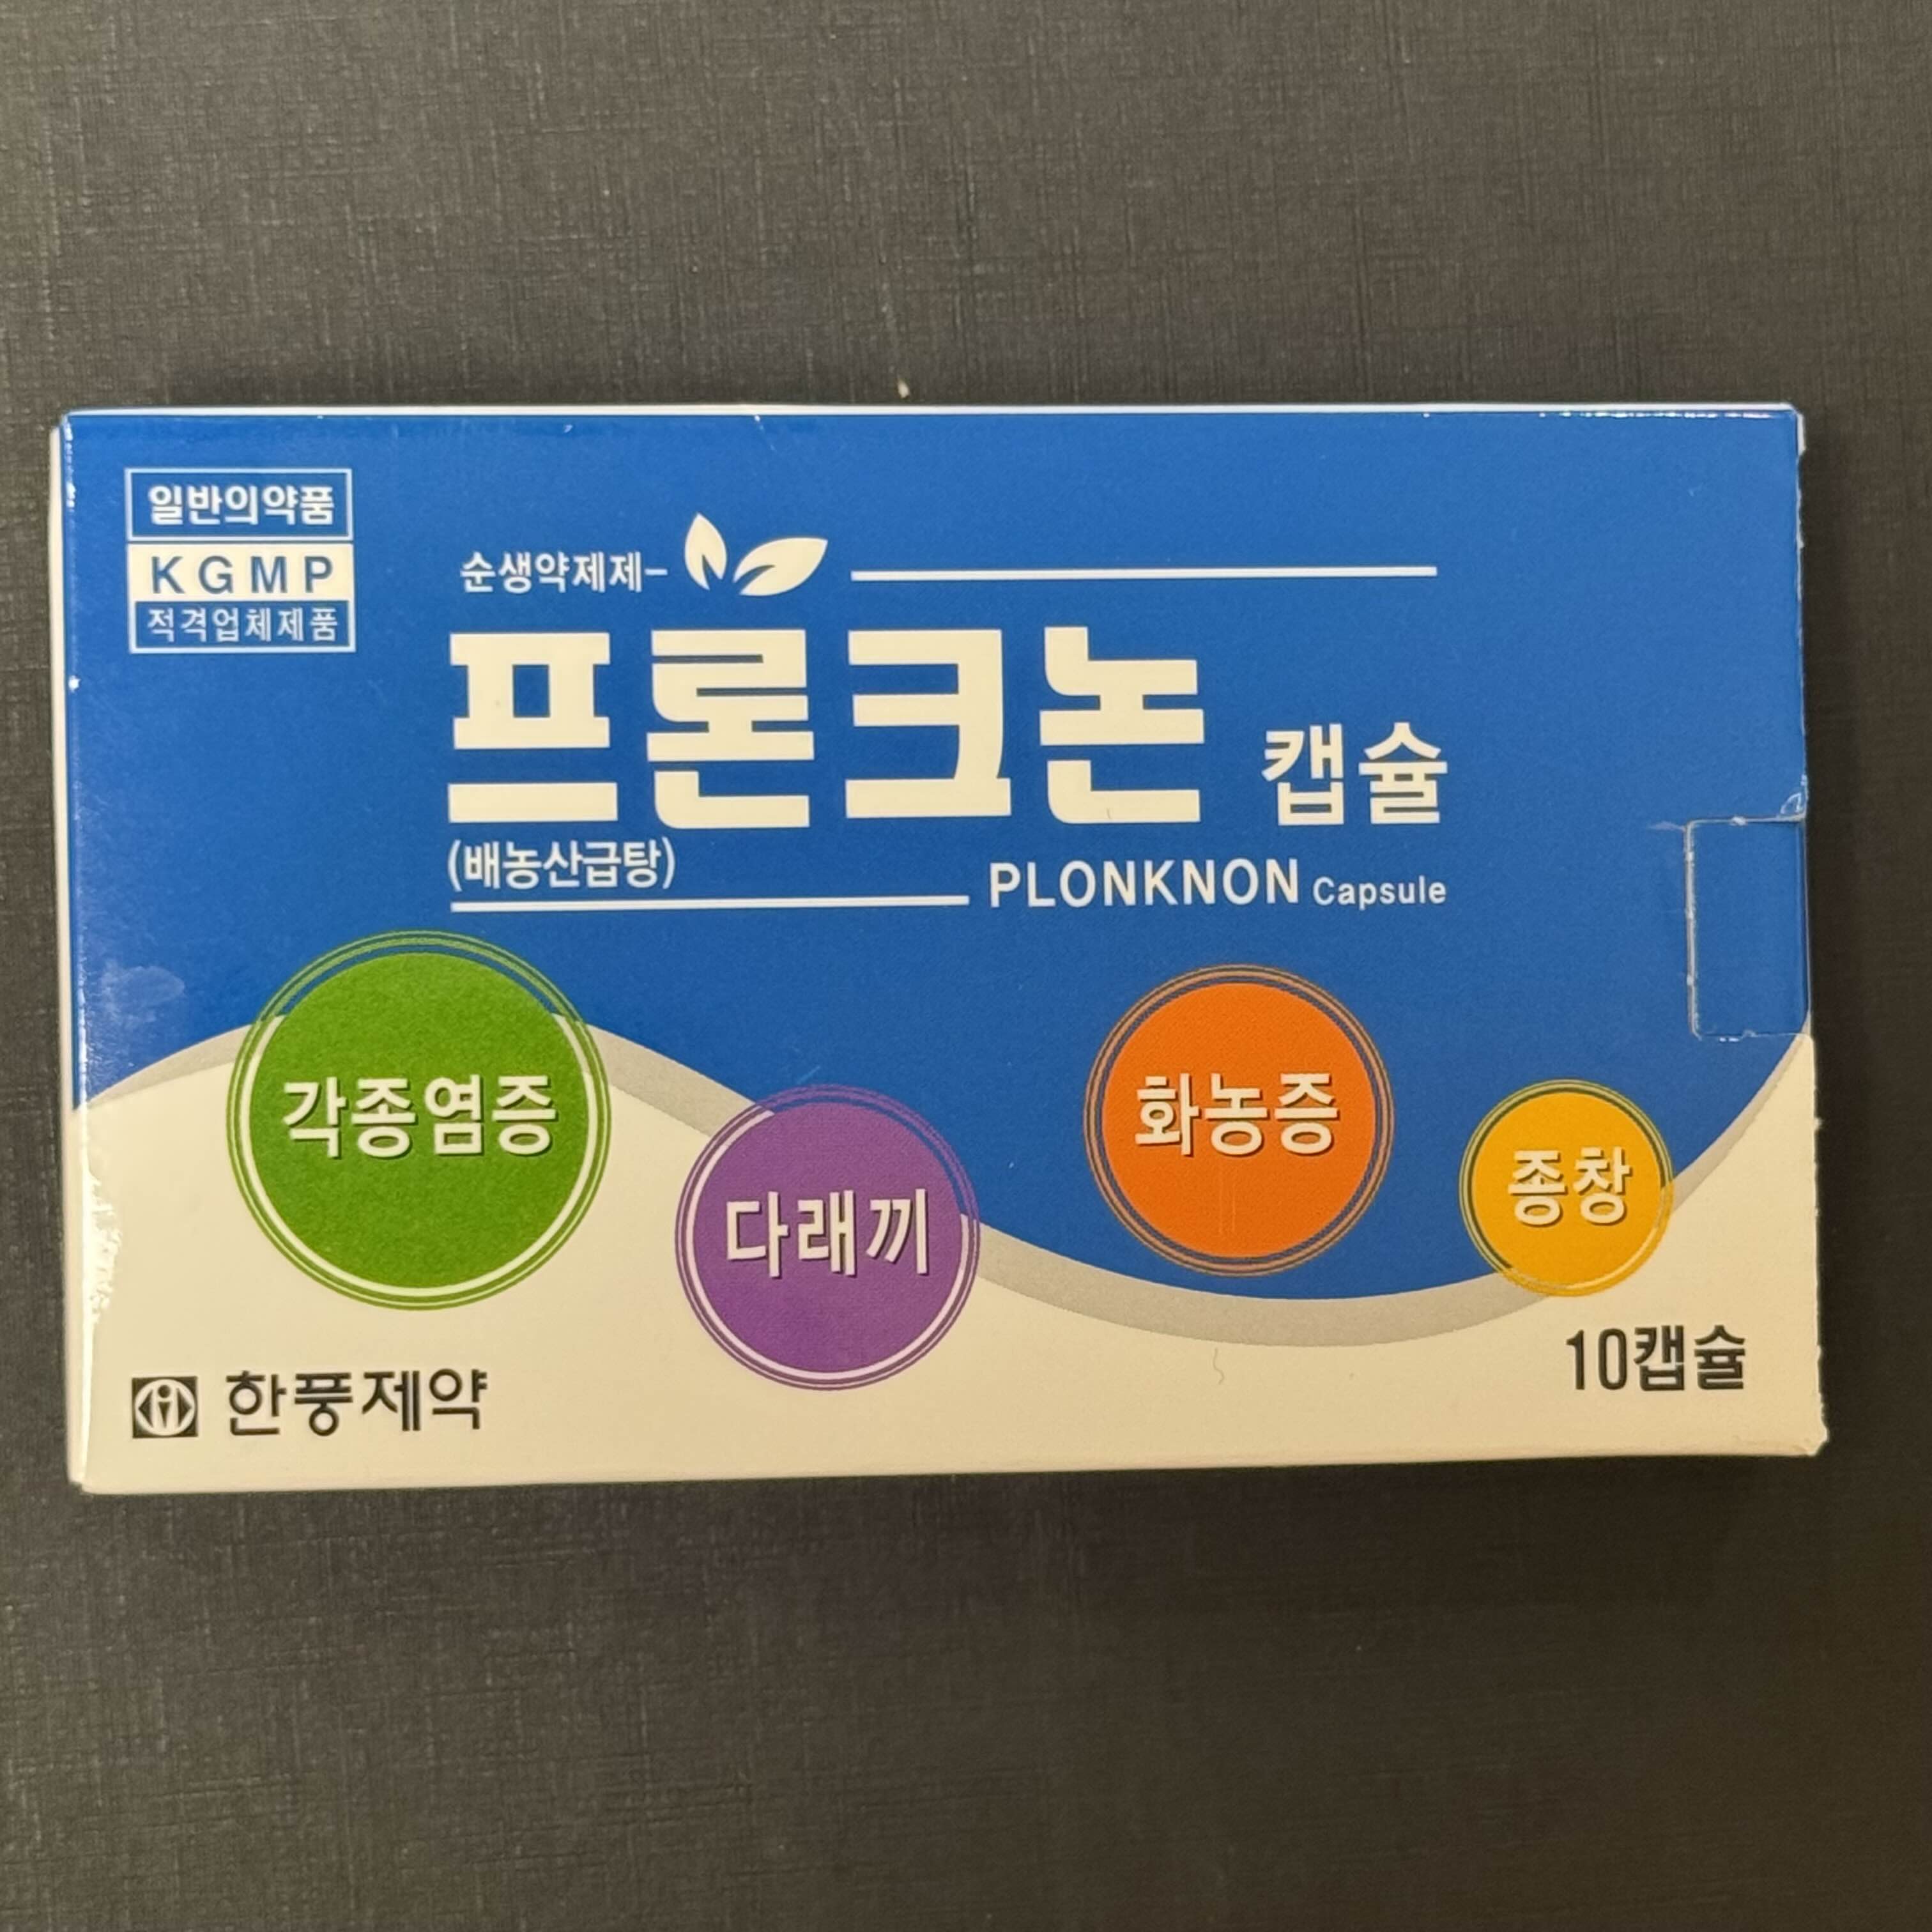 일반의약품
KGMP
적격업체제품
순생약제제-
프론크논 캡슐
(배농산급탕)
PLONKNON Capsule
각종염증
다래끼
화농증
종창
한풍제약
10캡슐